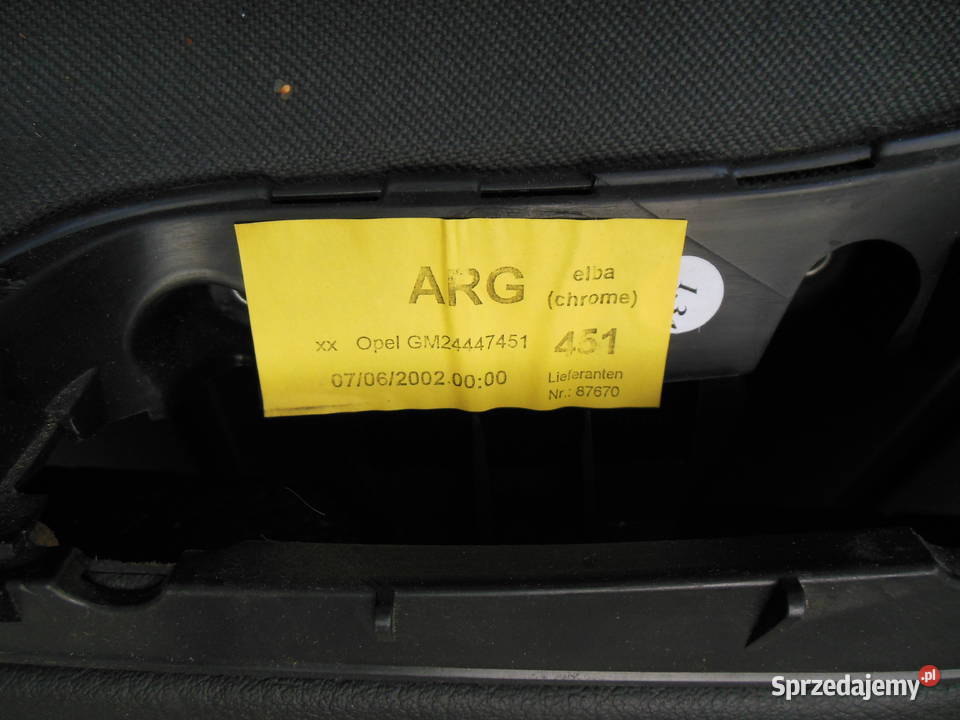 ARG
elba
(chrome)
xx Opel GM24447451
451
07/06/2002 00:00
Lieferanten
Nr.: 87670
Sprzedajemy.pl